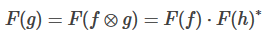 F(g) = F(f ⊗ g) = F(f) · F(h)*